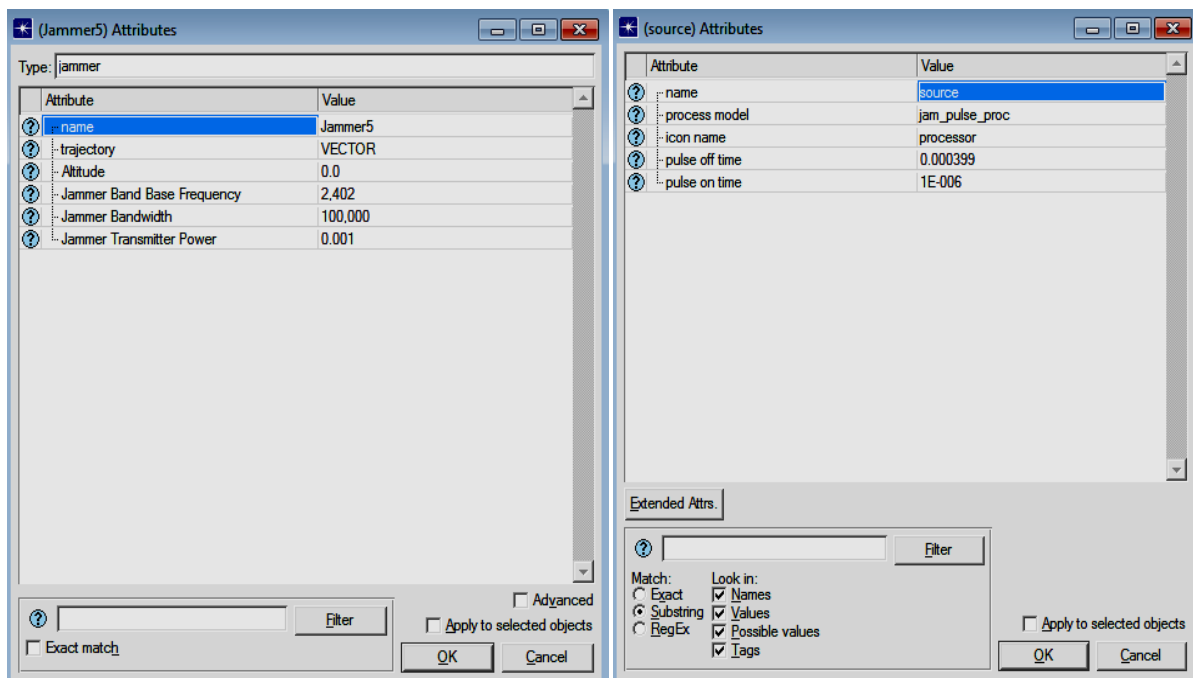 (Jammer5) Attributes
Type: jammer
Attribute Value
name Jammer5
trajectory VECTOR
Altitude 0.0
Jammer Band Base Frequency 2,402
Jammer Bandwidth 100,000
Jammer Transmitter Power 0.001
Advanced
Filter
Apply to selected objects
Exact match
OK Cancel
(source) Attributes
Attribute Value
name source
process model jam_pulse_proc
icon name processor
pulse off time 0.000399
pulse on time 1E-006
Extended Attrs.
Filter
Match: Look in:
Exact Names
Substring Values
RegEx Possible values
Tags
Apply to selected objects
OK Cancel